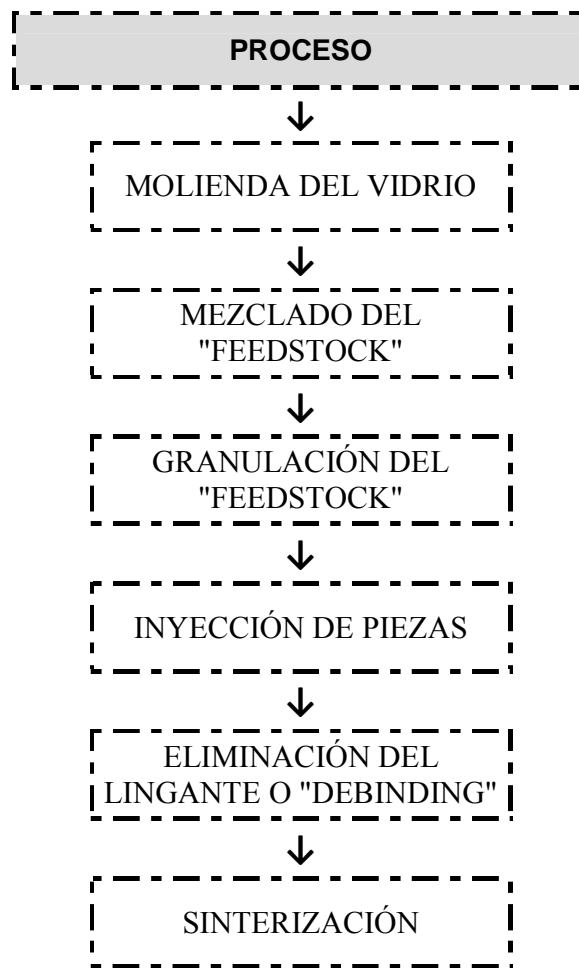 PROCESO
MOLIENDA DEL VIDRIO
MEZCLADO DEL
"FEEDSTOCK"
GRANULACIÓN DEL
"FEEDSTOCK"
INYECCIÓN DE PIEZAS
ELIMINACIÓN DEL
LINGANTE O "DEBINDING"
SINTERIZACIÓN